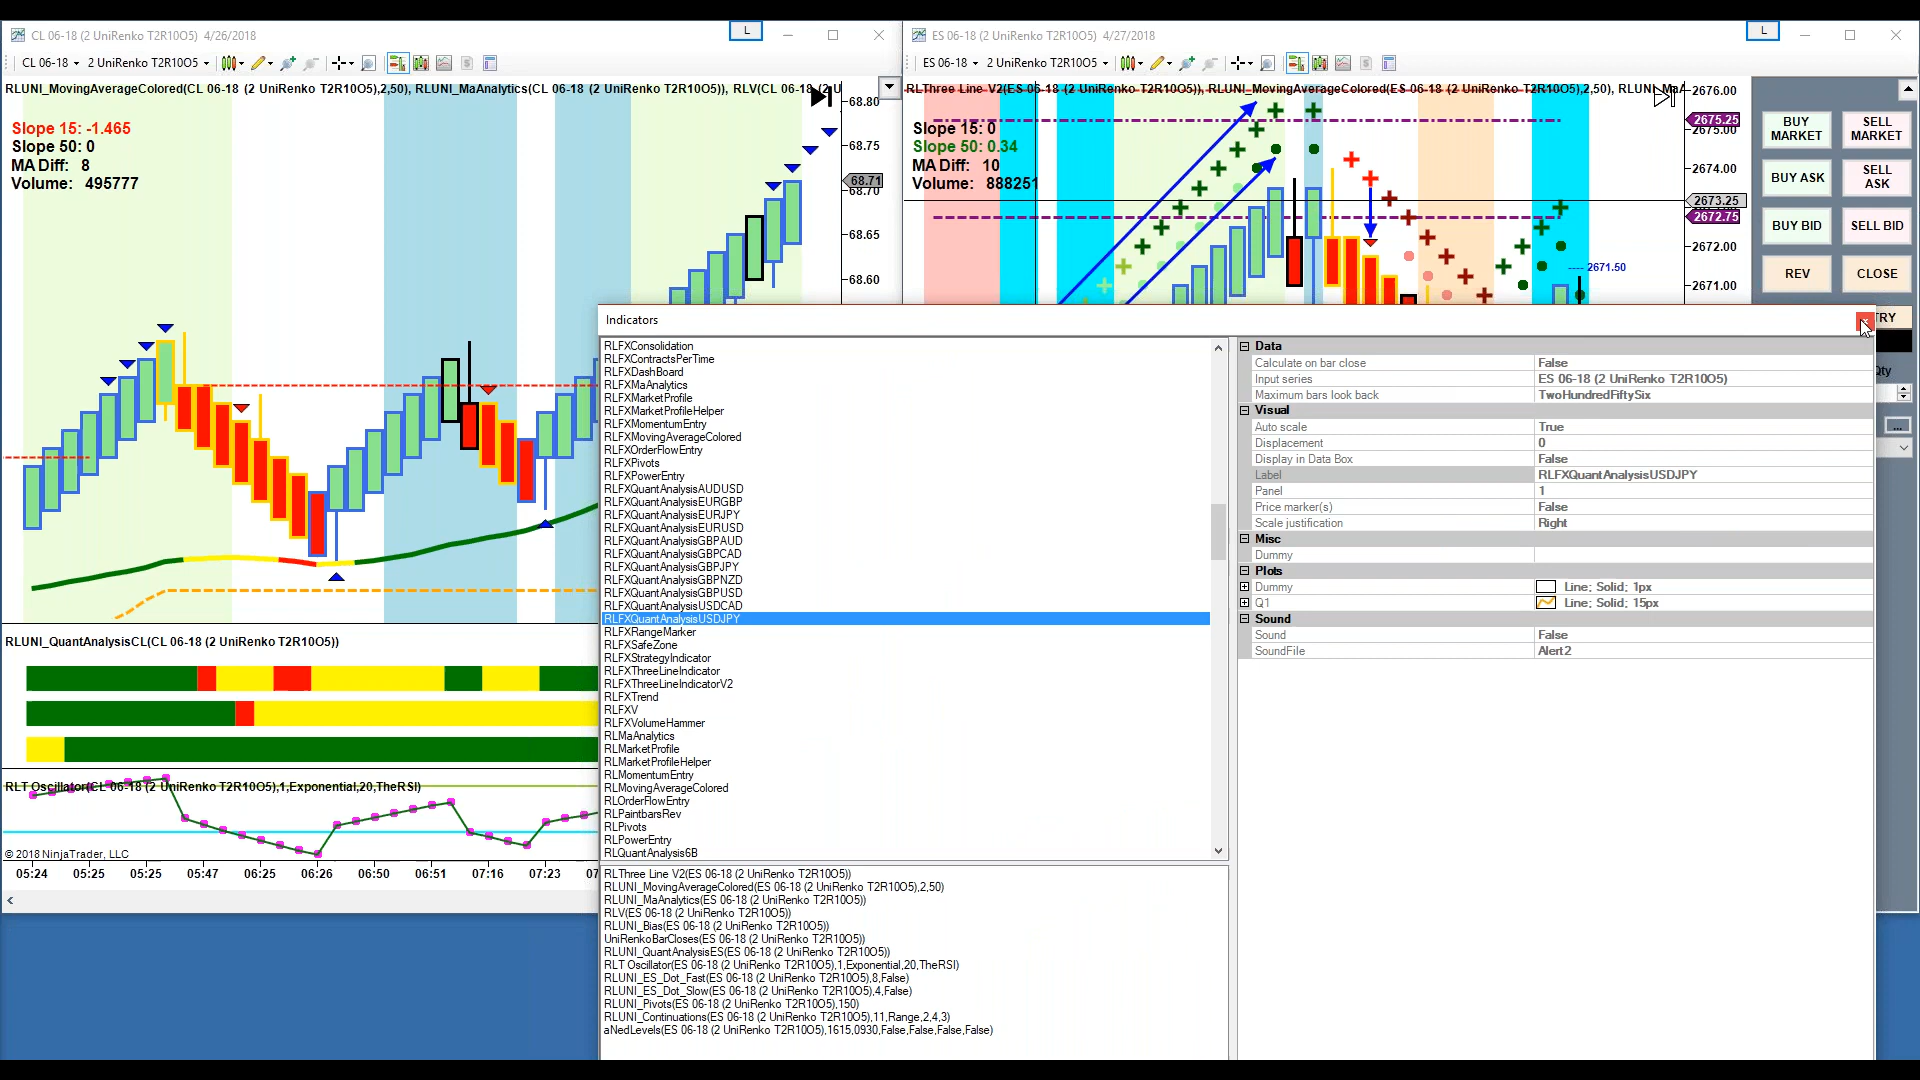 CL 06-18 (2 UniRenko T2R10O5)  4/26/2018
L
CL 06-18
2 UniRenko T2R10O5
RLUNI_MovingAverageColored(CL 06-18 (2 UniRenko T2R10O5),2,50), RLUNI_MaAnalytics(CL 06-18 (2 UniRenko T2R10O5)), RLV(CL 06-18 (2 U
Slope 15: -1.465
Slope 50: 0
MA Diff:  8
Volume:  495777
68.80
68.75
68.71
68.70
68.65
68.60
RLUNI_QuantAnalysisCL(CL 06-18 (2 UniRenko T2R10O5))
RLT Oscillator(CL 06-18 (2 UniRenko T2R10O5),1,Exponential,20,TheRSI)
© 2018 NinjaTrader, LLC
05:24 05:25 05:25 05:47 06:25 06:26 06:50 06:51 07:16 07:23 07
ES 06-18 (2 UniRenko T2R10O5)  4/27/2018
L
ES 06-18
2 UniRenko T2R10O5
RLThree Line V2(ES 06-18 (2 UniRenko T2R10O5)), RLUNI_MovingAverageColored(ES 06-18 (2 UniRenko T2R10O5),2,50), RLUNI_MaA
Slope 15: 0
Slope 50: 0.34
MA Diff:  10
Volume:  888251
2671.50
2676.00
2675.25
2675.00
2674.00
2673.25
2672.75
2672.00
2671.00
BUY MARKET
SELL MARKET
BUY ASK
SELL ASK
BUY BID
SELL BID
REV
CLOSE
TRY
Qty
Indicators
RLFXConsolidation
RLFXContractsPerTime
RLFXDashBoard
RLFXMaAnalytics
RLFXMarketProfile
RLFXMarketProfileHelper
RLFXMomentumEntry
RLFXMovingAverageColored
RLFXOrderFlowEntry
RLFXPivots
RLFXPowerEntry
RLFXQuantAnalysisAUDUSD
RLFXQuantAnalysisEURGBP
RLFXQuantAnalysisEURJPY
RLFXQuantAnalysisEURUSD
RLFXQuantAnalysisGBPAUD
RLFXQuantAnalysisGBPCAD
RLFXQuantAnalysisGBPJPY
RLFXQuantAnalysisGBPNZD
RLFXQuantAnalysisGBPUSD
RLFXQuantAnalysisUSDCAD
RLFXQuantAnalysisUSDJPY
RLFXRangeMarker
RLFXSafeZone
RLFXStrategyIndicator
RLFXThreeLineIndicator
RLFXThreeLineIndicatorV2
RLFXTrend
RLFXV
RLFXVolumeHammer
RLMaAnalytics
RLMarketProfile
RLMarketProfileHelper
RLMomentumEntry
RLMovingAverageColored
RLOrderFlowEntry
RLPaintbarsRev
RLPivots
RLPowerEntry
RLQuantAnalysis6B
RLThree Line V2(ES 06-18 (2 UniRenko T2R10O5))
RLUNI_MovingAverageColored(ES 06-18 (2 UniRenko T2R10O5),2,50)
RLUNI_MaAnalytics(ES 06-18 (2 UniRenko T2R10O5))
RLV(ES 06-18 (2 UniRenko T2R10O5))
RLUNI_Bias(ES 06-18 (2 UniRenko T2R10O5))
UniRenkoBarCloses(ES 06-18 (2 UniRenko T2R10O5))
RLUNI_QuantAnalysisES(ES 06-18 (2 UniRenko T2R10O5))
RLT Oscillator(ES 06-18 (2 UniRenko T2R10O5),1,Exponential,20,TheRSI)
RLUNI_ES_Dot_Fast(ES 06-18 (2 UniRenko T2R10O5),8,False)
RLUNI_ES_Dot_Slow(ES 06-18 (2 UniRenko T2R10O5),4,False)
RLUNI_Pivots(ES 06-18 (2 UniRenko T2R10O5),150)
RLUNI_Continuations(ES 06-18 (2 UniRenko T2R10O5),11,Range,2,4,3)
aNedLevels(ES 06-18 (2 UniRenko T2R10O5),1615,0930,False,False,False,False)
Data
Calculate on bar close  False
Input series  ES 06-18 (2 UniRenko T2R10O5)
Maximum bars look back  TwoHundredFiftySix
Visual
Auto scale  True
Displacement  0
Display in Data Box  False
Label  RLFXQuantAnalysisUSDJPY
Panel  1
Price marker(s)  False
Scale justification  Right
Misc
Dummy
Plots
Dummy  Line; Solid; 1px
Q1  Line; Solid; 15px
Sound
Sound  False
SoundFile  Alert2